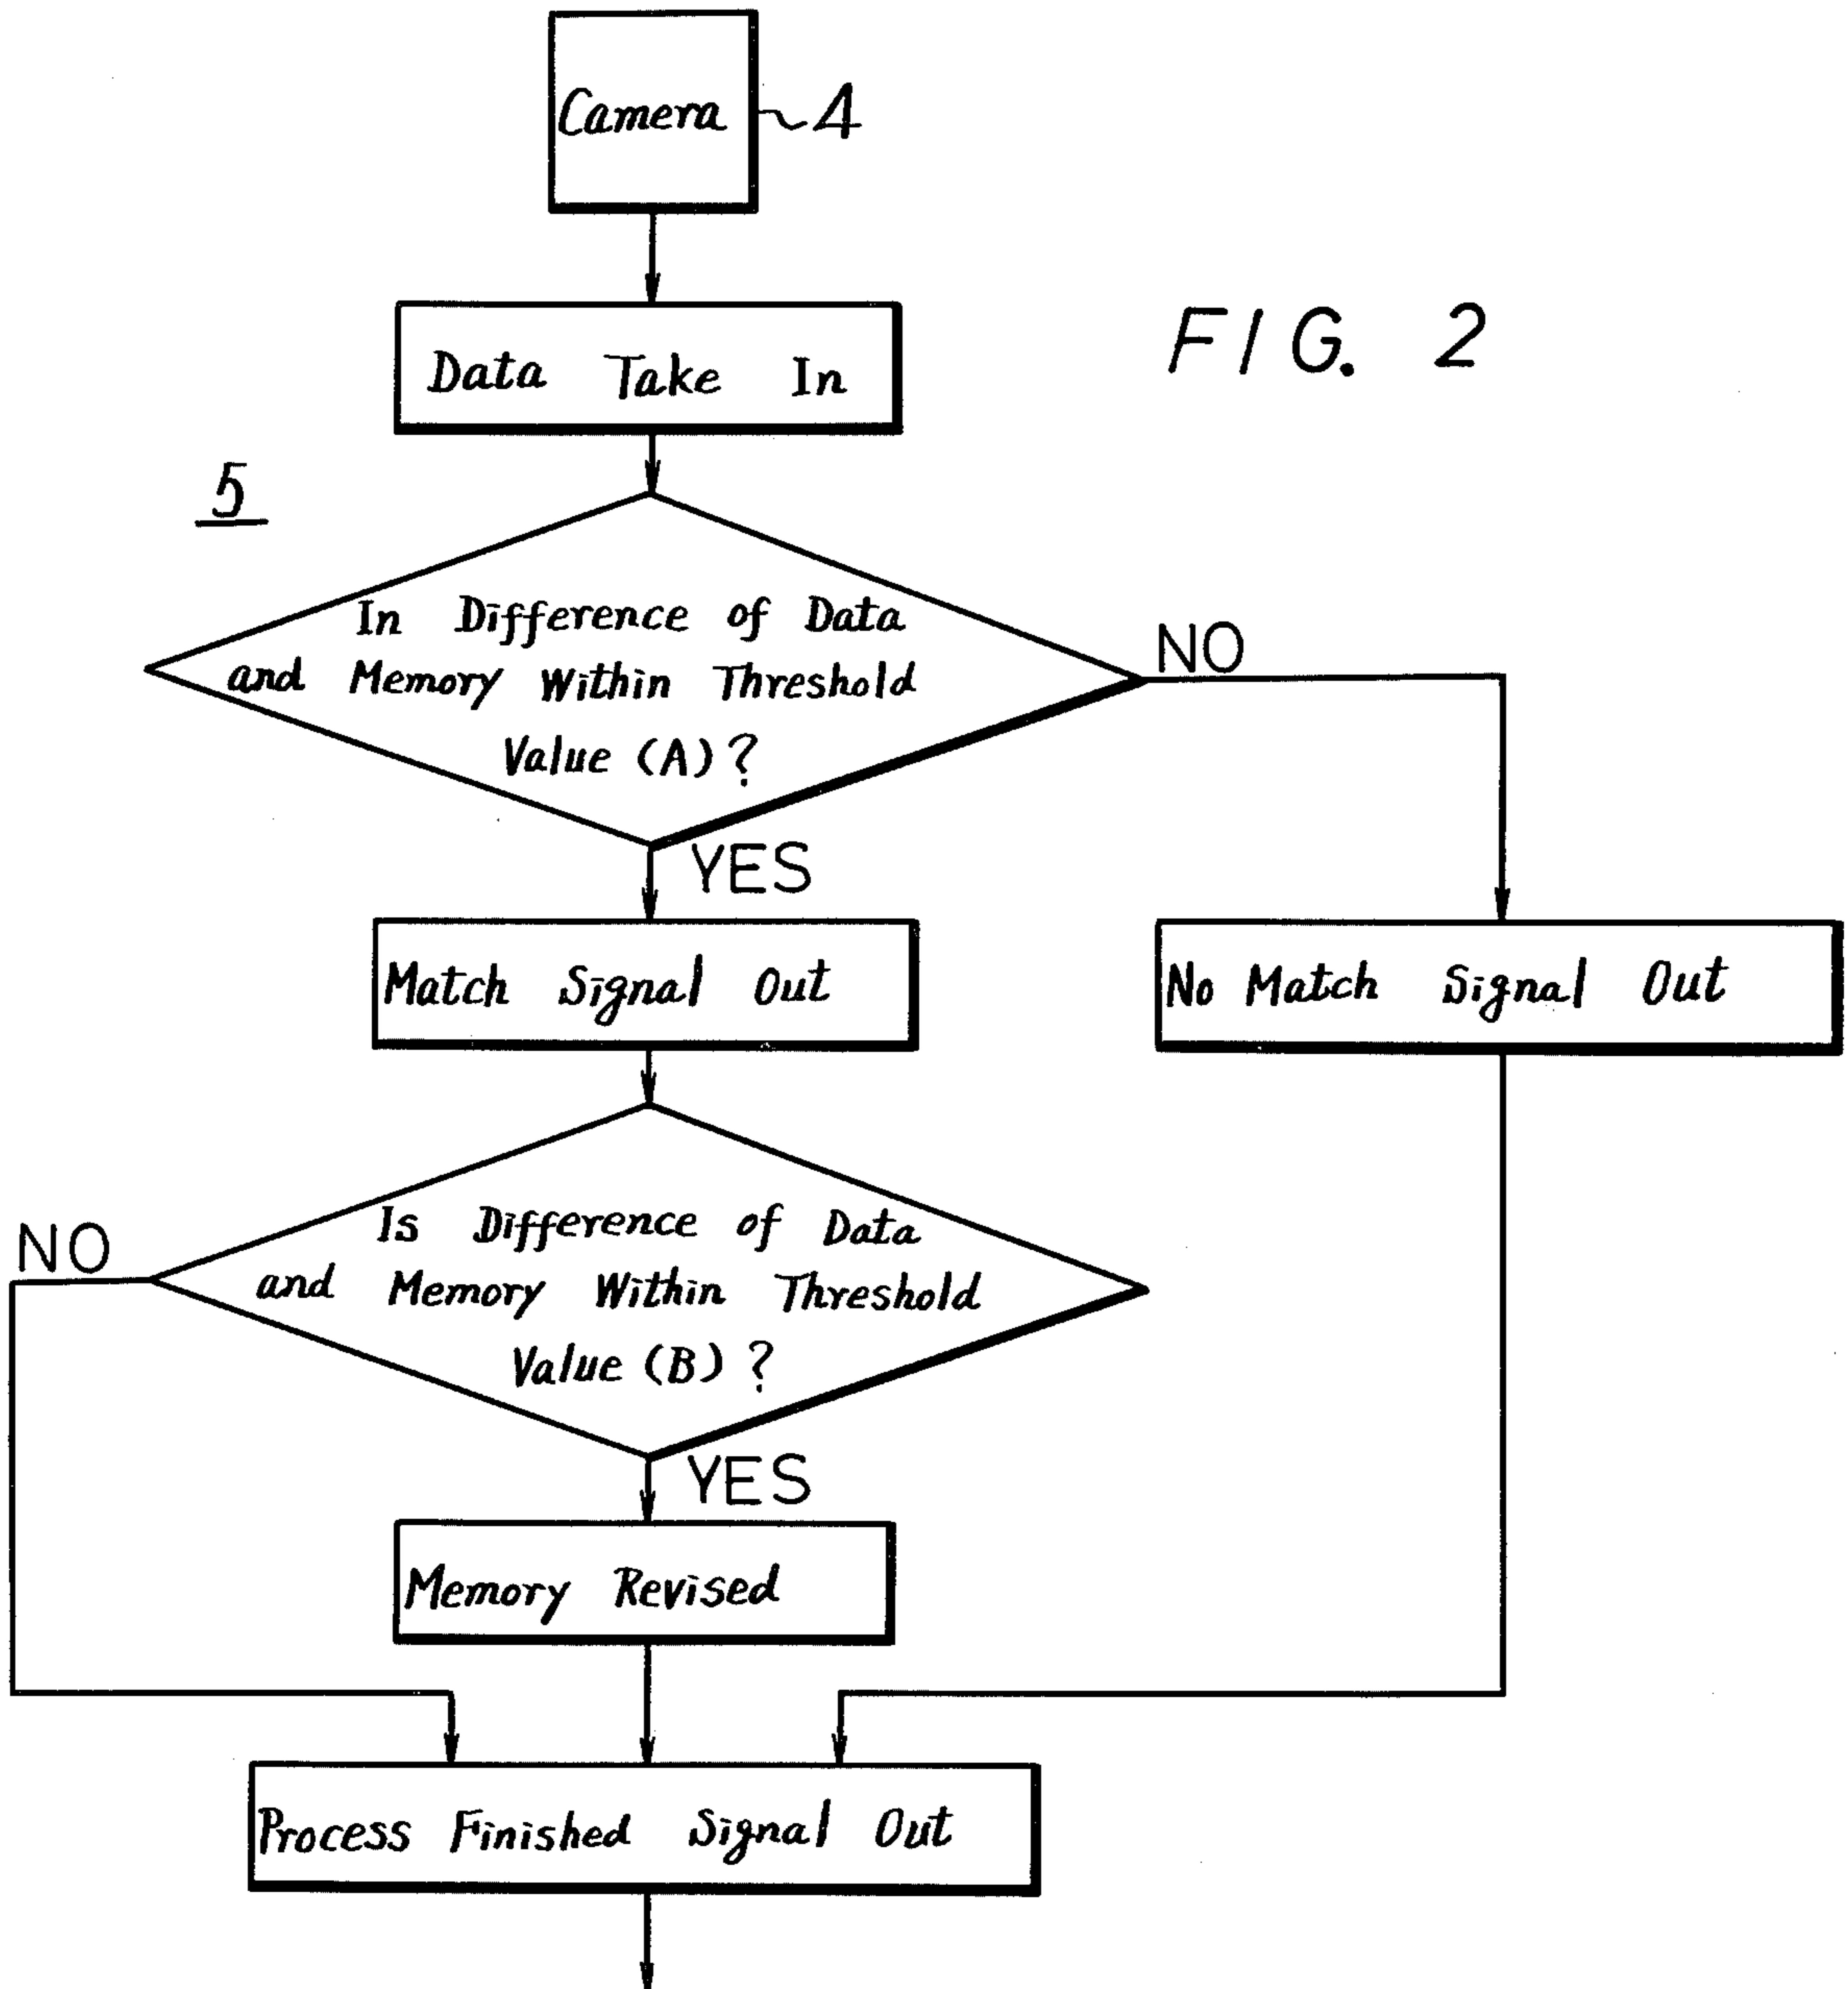 Camera
4
Data Take In
FIG. 2
5
In Difference of Data
and Memory Within Threshold
Value (A) ?
NO
YES
Match Signal Out
No Match Signal Out
Is Difference of Data
and Memory Within Threshold
Value (B) ?
NO
YES
Memory Revised
Process Finished Signal Out